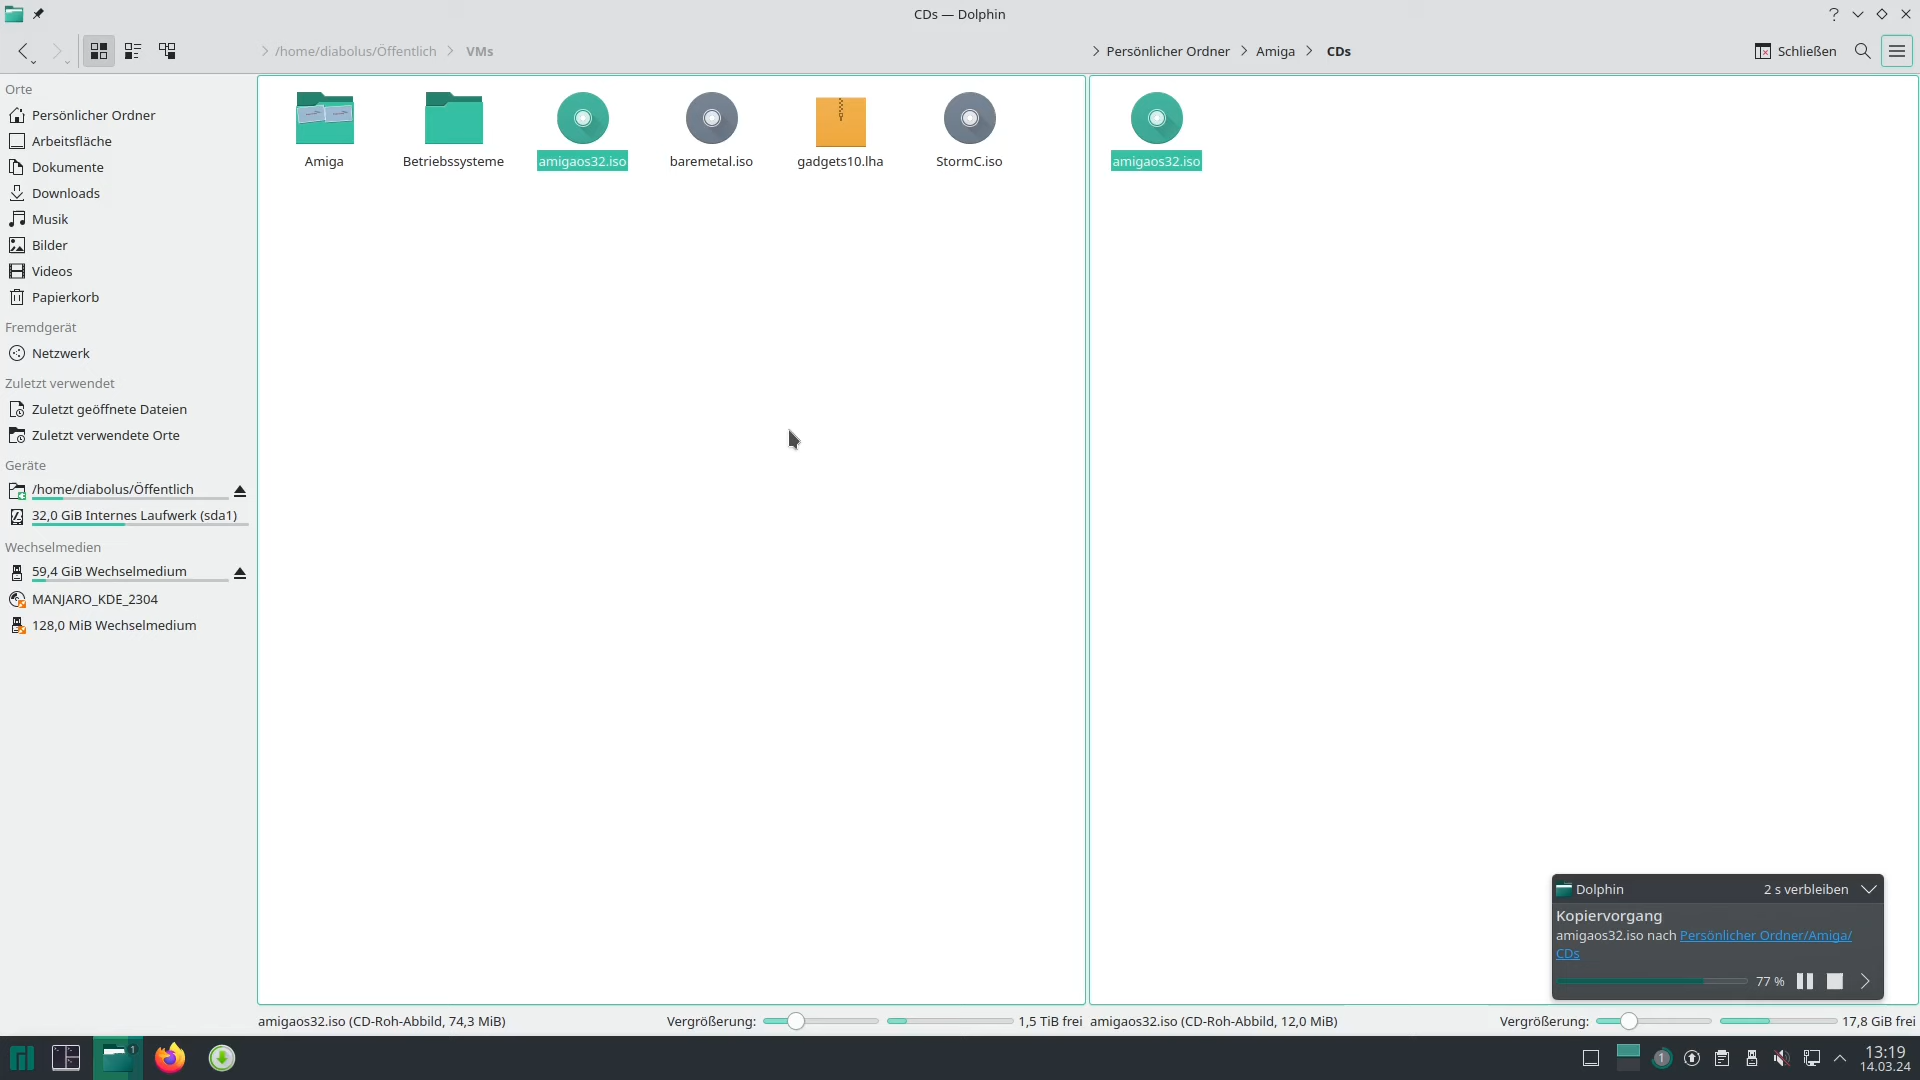 CDs — Dolphin
/home/diabolus/Öffentlich
VMs
Persönlicher Ordner
Amiga
CDs
Schließen
Orte
Persönlicher Ordner
Arbeitsfläche
Dokumente
Downloads
Musik
Bilder
Videos
Papierkorb
Fremdgerät
Netzwerk
Zuletzt verwendet
Zuletzt geöffnete Dateien
Zuletzt verwendete Orte
Geräte
/home/diabolus/Öffentlich
32,0 GiB Internes Laufwerk (sda1)
Wechselmedien
59,4 GiB Wechselmedium
MANJARO_KDE_2304
128,0 MiB Wechselmedium
Amiga
Betriebssysteme
amigaos32.iso
baremetal.iso
gadgets10.lha
StormC.iso
amigaos32.iso
Dolphin
2 s verbleiben
Kopiervorgang
amigaos32.iso nach Persönlicher Ordner/Amiga/
CDs
77 %
amigaos32.iso (CD-Roh-Abbild, 74,3 MiB)
Vergrößerung:
1,5 TiB frei
amigaos32.iso (CD-Roh-Abbild, 12,0 MiB)
Vergrößerung:
17,8 GiB frei
1
1
13:19
14.03.24